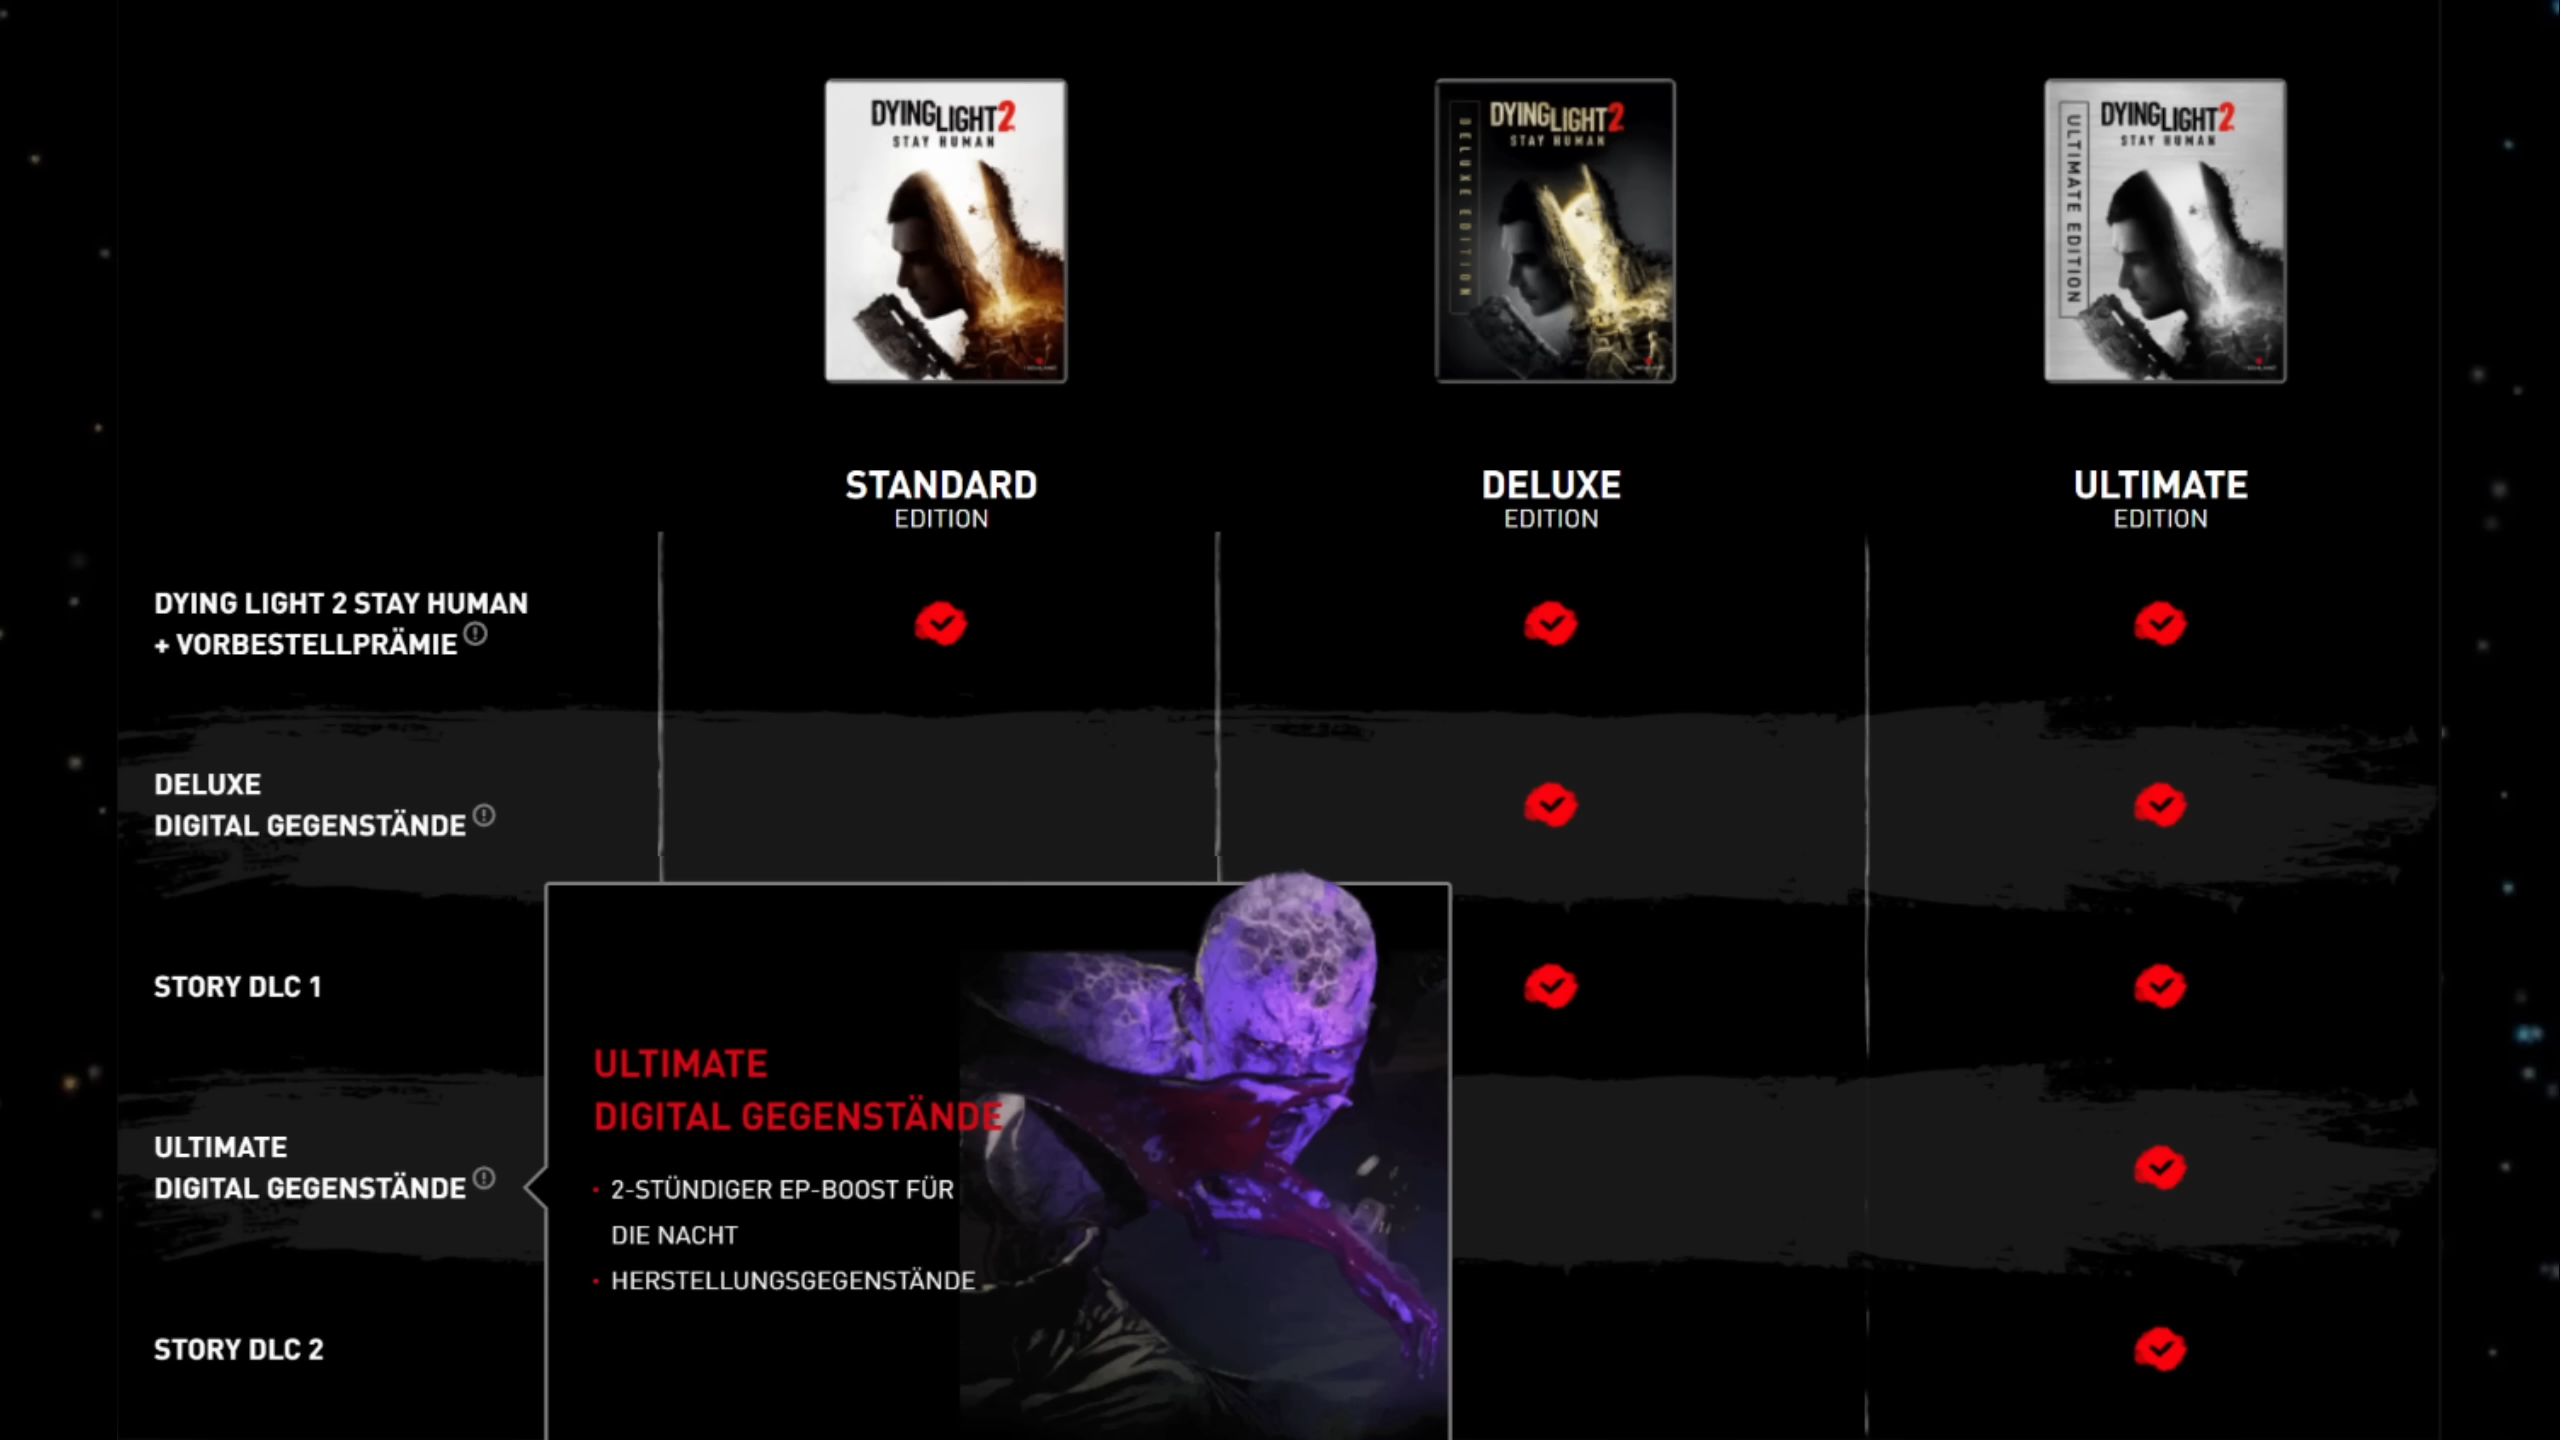 DYING LIGHT 2
STAY HUMAN
DELUXE EDITION
DYING LIGHT 2
STAY HUMAN
ULTIMATE EDITION
DYING LIGHT 2
STAY HUMAN
STANDARD
EDITION
DELUXE
EDITION
ULTIMATE
EDITION
DYING LIGHT 2 STAY HUMAN
+ VORBESTELLPRÄMIE
DELUXE
DIGITAL GEGENSTÄNDE
STORY DLC 1
ULTIMATE
DIGITAL GEGENSTÄNDE
STORY DLC 2
ULTIMATE
DIGITAL GEGENSTÄNDE
• 2-STÜNDIGER EP-BOOST FÜR
DIE NACHT
• HERSTELLUNGSGEGENSTÄNDE